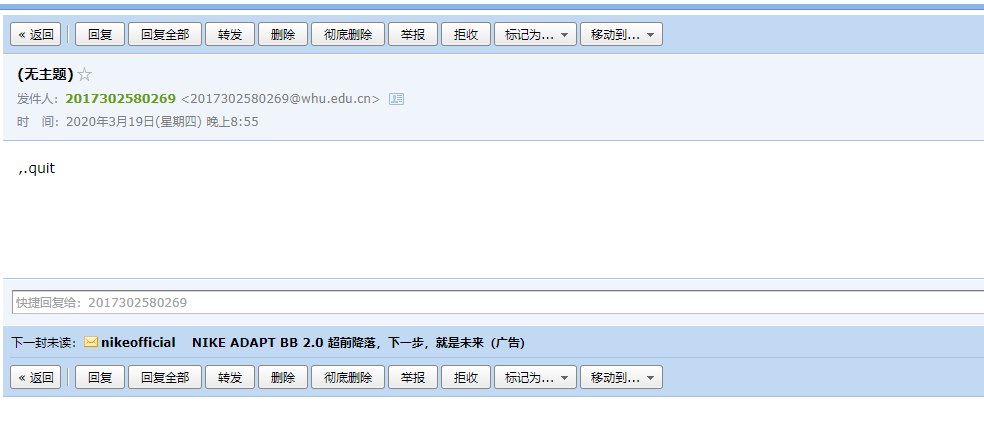 « 返回 回复 回复全部 转发 删除 彻底删除 举报 拒收 标记为... 移动到...
(无主题)
发件人：2017302580269 <2017302580269@whu.edu.cn>
时 间：2020年3月19日(星期四) 晚上8:55
,.quit
快捷回复给：2017302580269
下一封未读：nikeofficial NIKE ADAPT BB 2.0 超前降落，下一步，就是未来（广告）
« 返回 回复 回复全部 转发 删除 彻底删除 举报 拒收 标记为... 移动到...